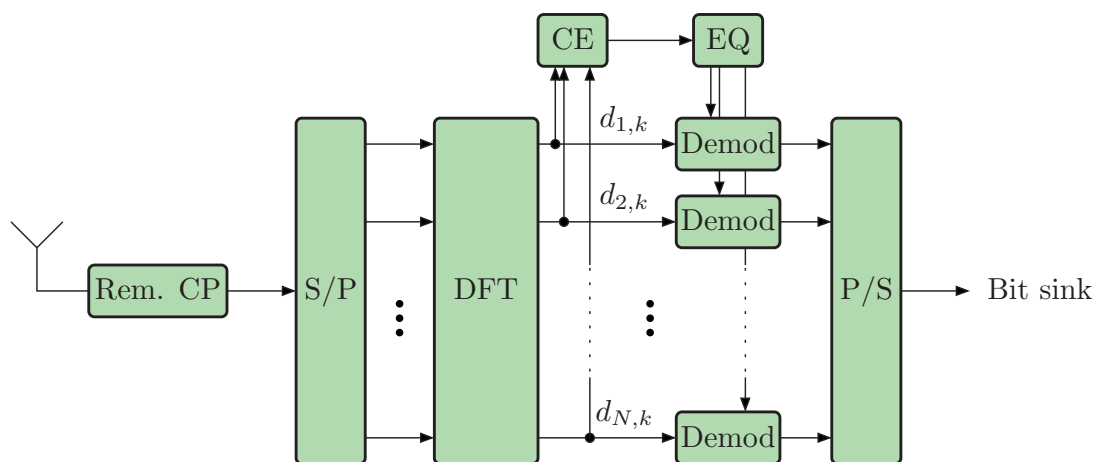 CE
EQ
d1,k
Demod
d2,k
Demod
Rem. CP
S/P
DFT
P/S
Bit sink
dN,k
Demod